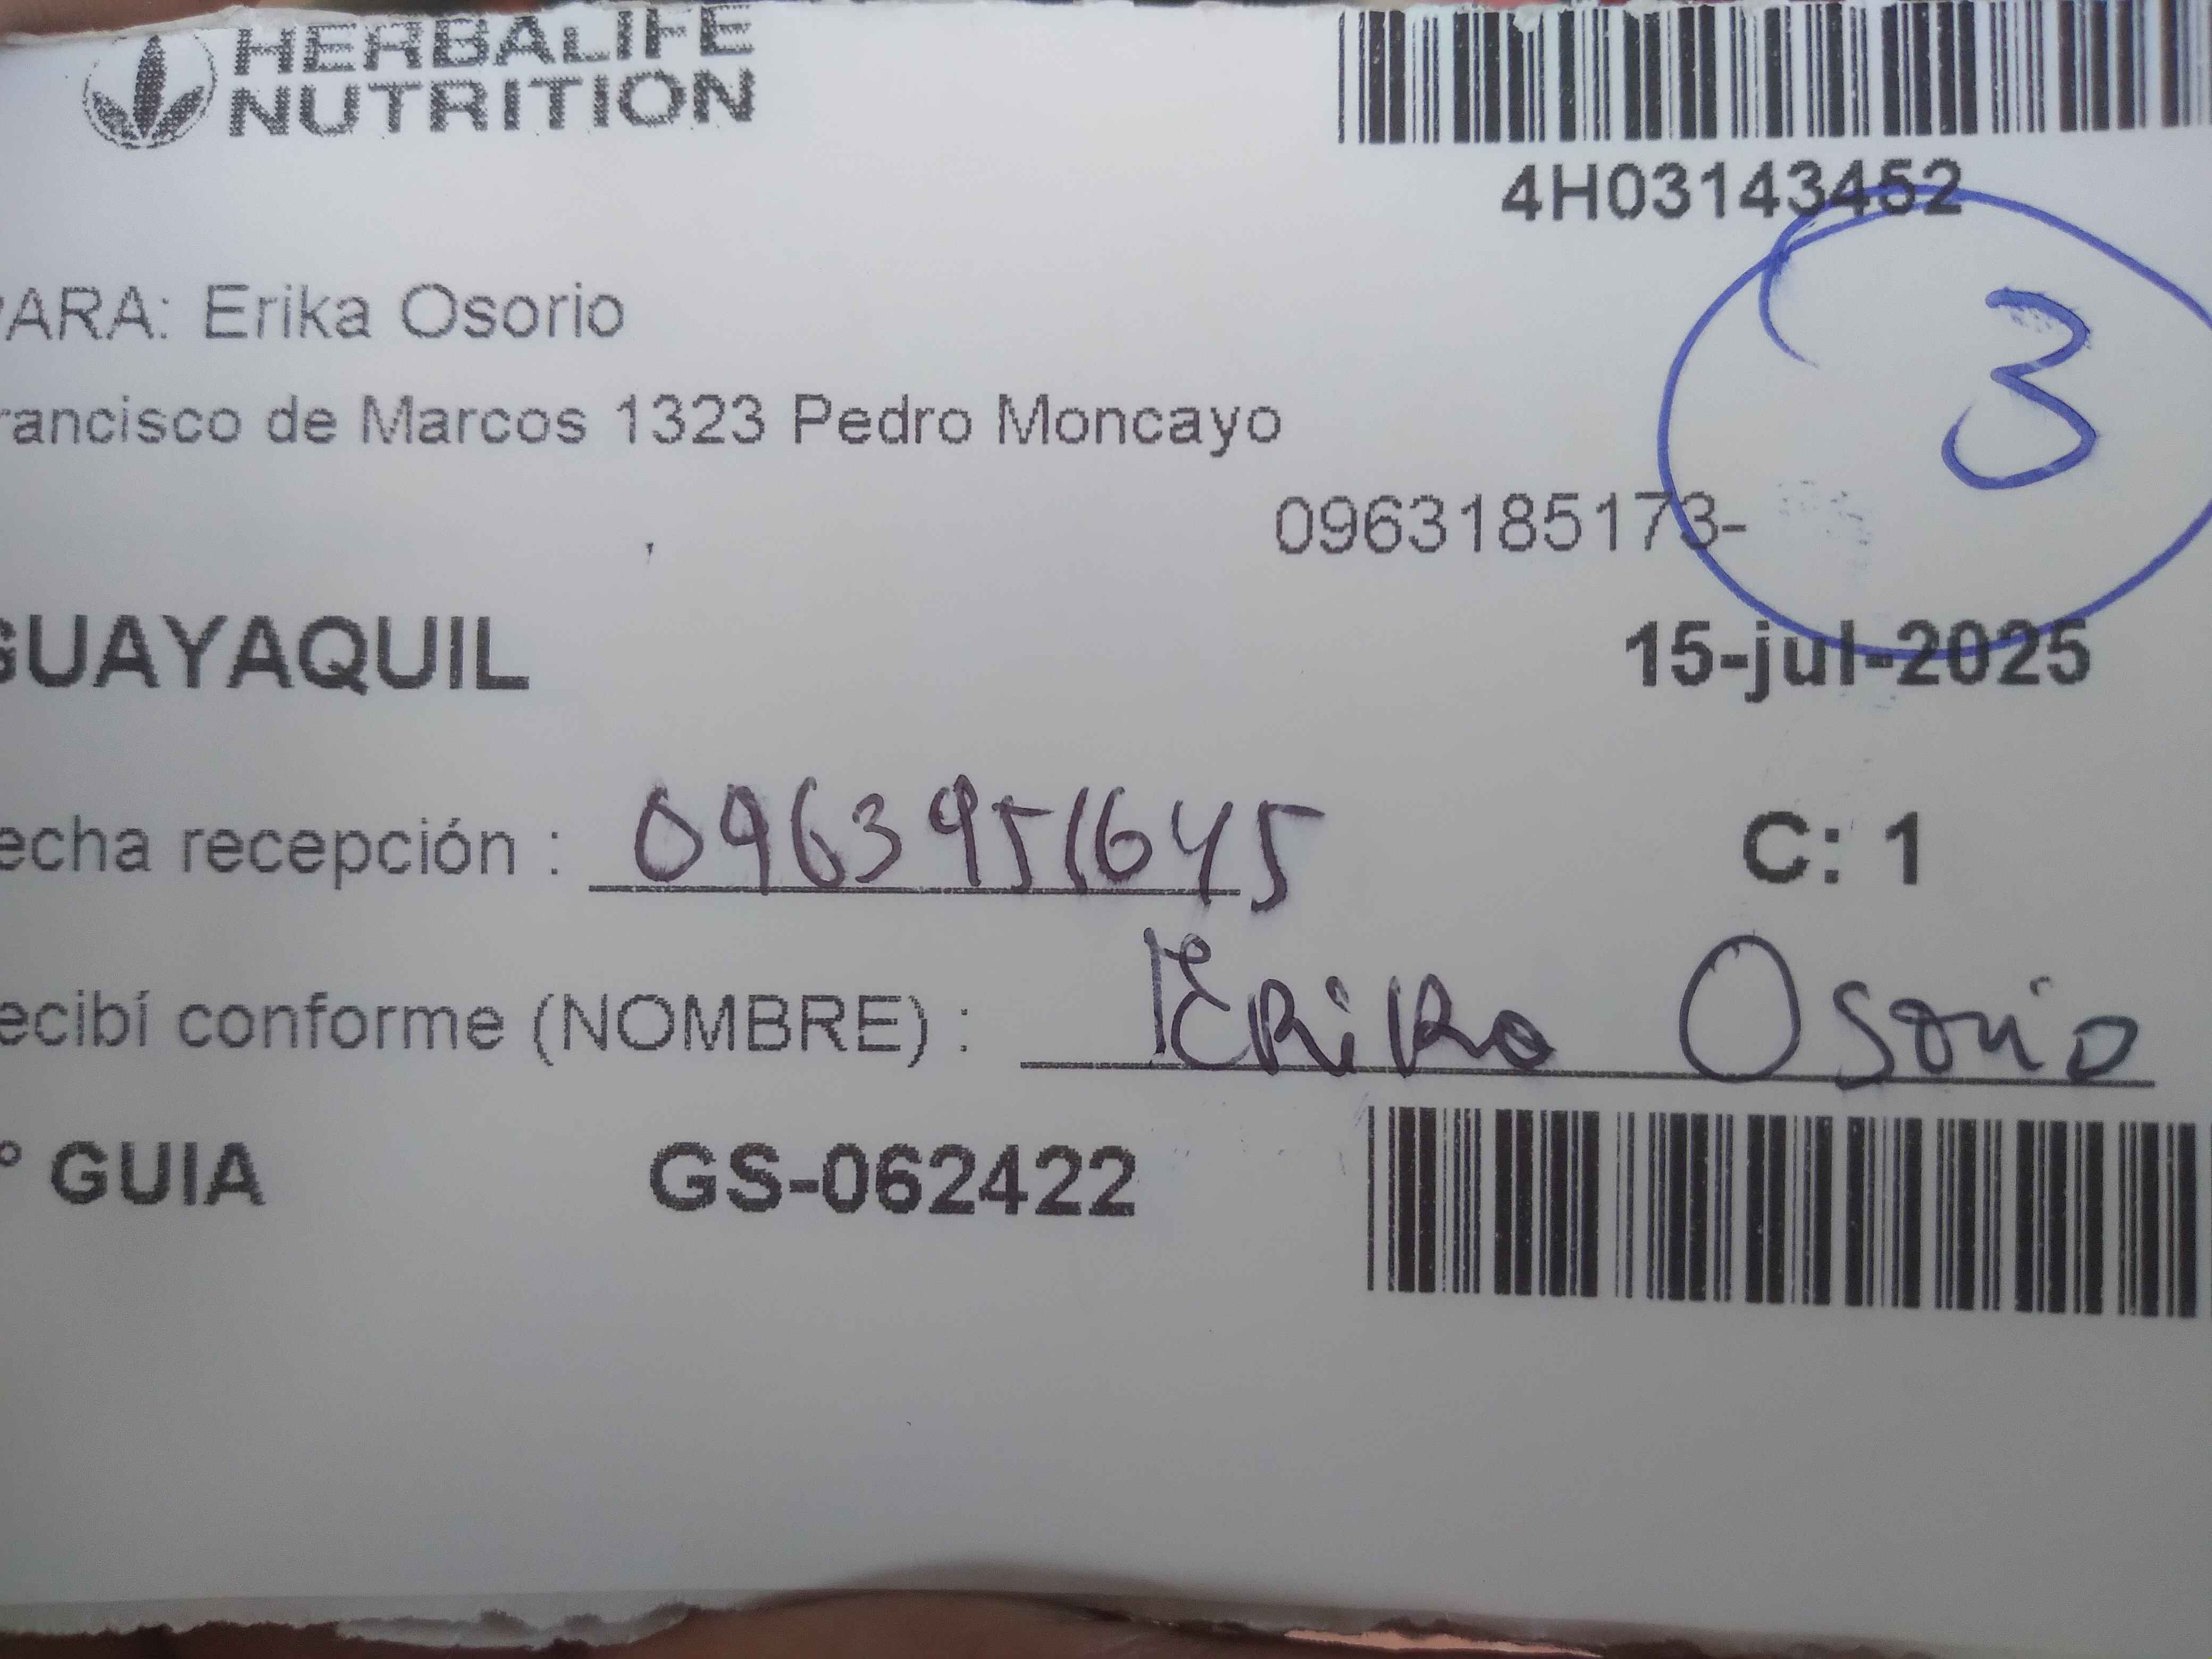 HERBALIFE
NUTRITION
4H03143452
PARA: Erika Osorio
3
rancisco de Marcos 1323 Pedro Moncayo
0963185173-
GUAYAQUIL
15-jul-2025
echa recepción : 0963951645
C: 1
ecibí conforme (NOMBRE) : Erika Osorio
° GUIA GS-062422